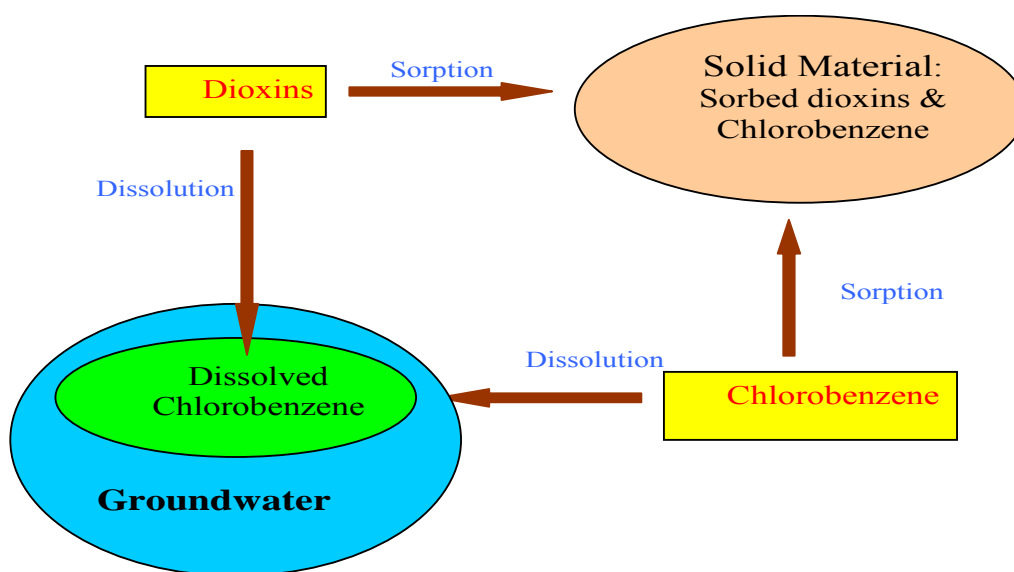 Dioxins
Sorption
Solid Material:
Sorbed dioxins &
Chlorobenzene
Dissolution
Sorption
Dissolution
Dissolved
Chlorobenzene
Chlorobenzene
Groundwater